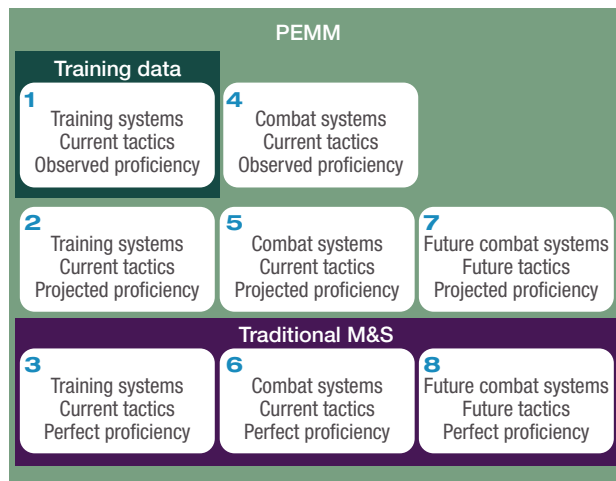 PEMM
Training data
1
Training systems
Current tactics
Observed proficiency
4
Combat systems
Current tactics
Observed proficiency
2
Training systems
Current tactics
Projected proficiency
5
Combat systems
Current tactics
Projected proficiency
7
Future combat systems
Future tactics
Projected proficiency
Traditional M&S
3
Training systems
Current tactics
Perfect proficiency
6
Combat systems
Current tactics
Perfect proficiency
8
Future combat systems
Future tactics
Perfect proficiency